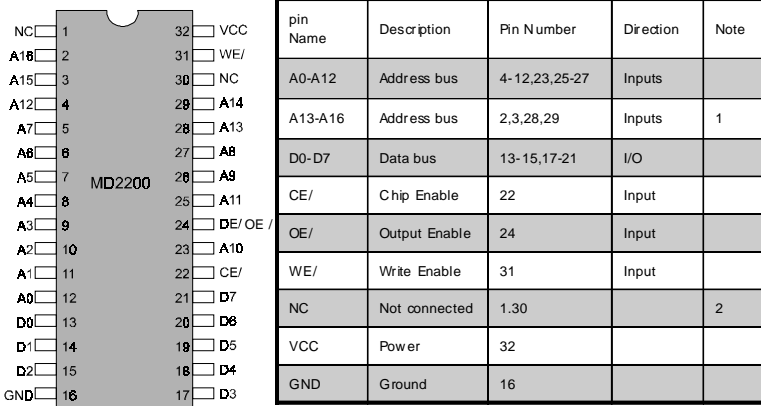 NC 1 32 VCC
A16 2 31 WE/
A15 3 30 NC
A12 4 29 A14
A7 5 28 A13
A6 6 27 A8
A5 7 26 A9
MD2200
A4 8 25 A11
A3 9 24 OE/ OE /
A2 10 23 A10
A1 11 22 CE/
A0 12 21 D7
D0 13 20 D6
D1 14 19 D5
D2 15 18 D4
GND 16 17 D3
pin Name Description Pin Number Direction Note
A0-A12 Address bus 4-12,23,25-27 Inputs
A13-A16 Address bus 2,3,28,29 Inputs 1
D0-D7 Data bus 13-15,17-21 I/O
CE/ Chip Enable 22 Input
OE/ Output Enable 24 Input
WE/ Write Enable 31 Input
NC Not connected 1.30 2
VCC Power 32
GND Ground 16